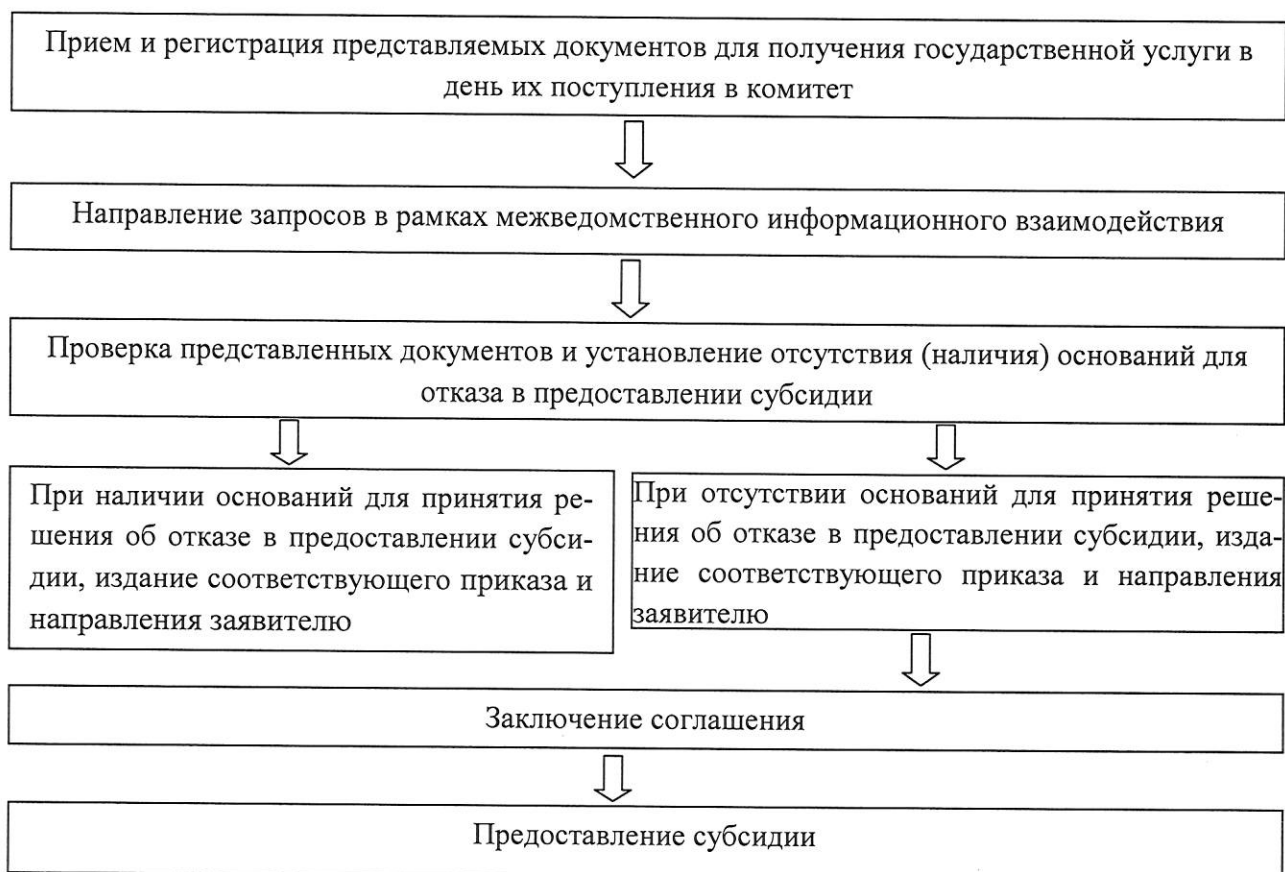 Прием и регистрация представляемых документов для получения государственной услуги в
день их поступления в комитет
Направление запросов в рамках межведомственного информационного взаимодействия
Проверка представленных документов и установление отсутствия (наличия) оснований для
отказа в предоставлении субсидии
При наличии оснований для принятия ре-
шения об отказе в предоставлении субси-
дии, издание соответствующего приказа и
направления заявителю
При отсутствии оснований для принятия реше-
ния об отказе в предоставлении субсидии, изда-
ние соответствующего приказа и направления
заявителю
Заключение соглашения
Предоставление субсидии